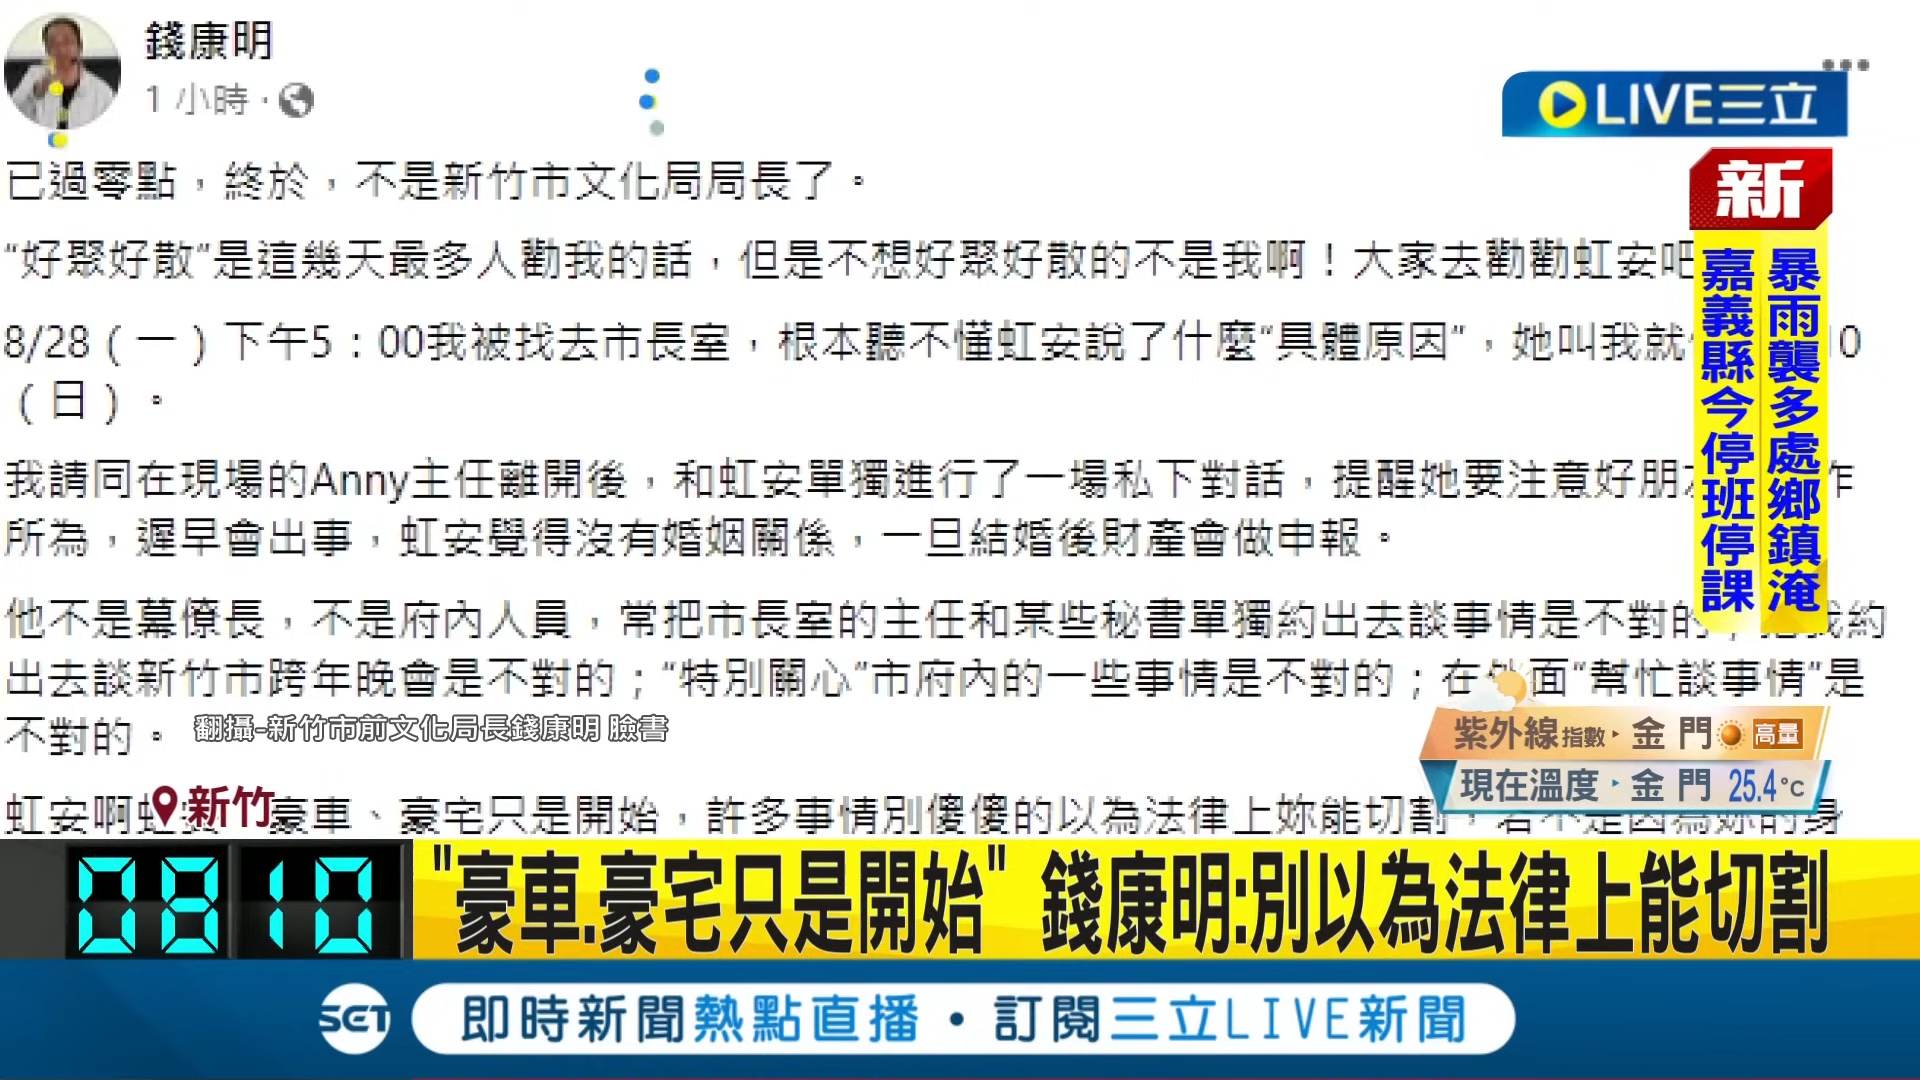 錢康明
1 小時·
LIVE三立
已過零點，終於，不是新竹市文化局局長了。
“好聚好散”是這幾天最多人勸我的話，但是不想好聚好散的不是我啊！大家去勸勸虹安吧
8/28（一）下午5：00我被找去市長室，根本聽不懂虹安說了什麼“具體原因”，她叫我就
（日）。
我請同在現場的Anny主任離開後，和虹安單獨進行了一場私下對話，提醒她要注意好朋 作
所為，遲早會出事，虹安覺得沒有婚姻關係，一旦結婚後財產會做申報。
他不是幕僚長，不是府內人員，常把市長室的主任和某些秘書單獨約出去談事情是不對的 約
出去談新竹市跨年晚會是不對的；“特別關心”市府內的一些事情是不對的；在 面“幫忙談事情”是
不對的。
翻攝-新竹市前文化局長錢康明 臉書
虹安啊 豪車、豪宅只是開始，許多事情別傻傻的以為法律上妳能切割，
新竹
新
暴雨襲多處鄉鎮淹
嘉義縣今停班停課
紫外線指數 金門 高量
現在溫度 金門 25.4°C
0810
"豪車.豪宅只是開始" 錢康明:別以為法律上能切割
SET 即時新聞熱點直播・訂閱三立LIVE新聞